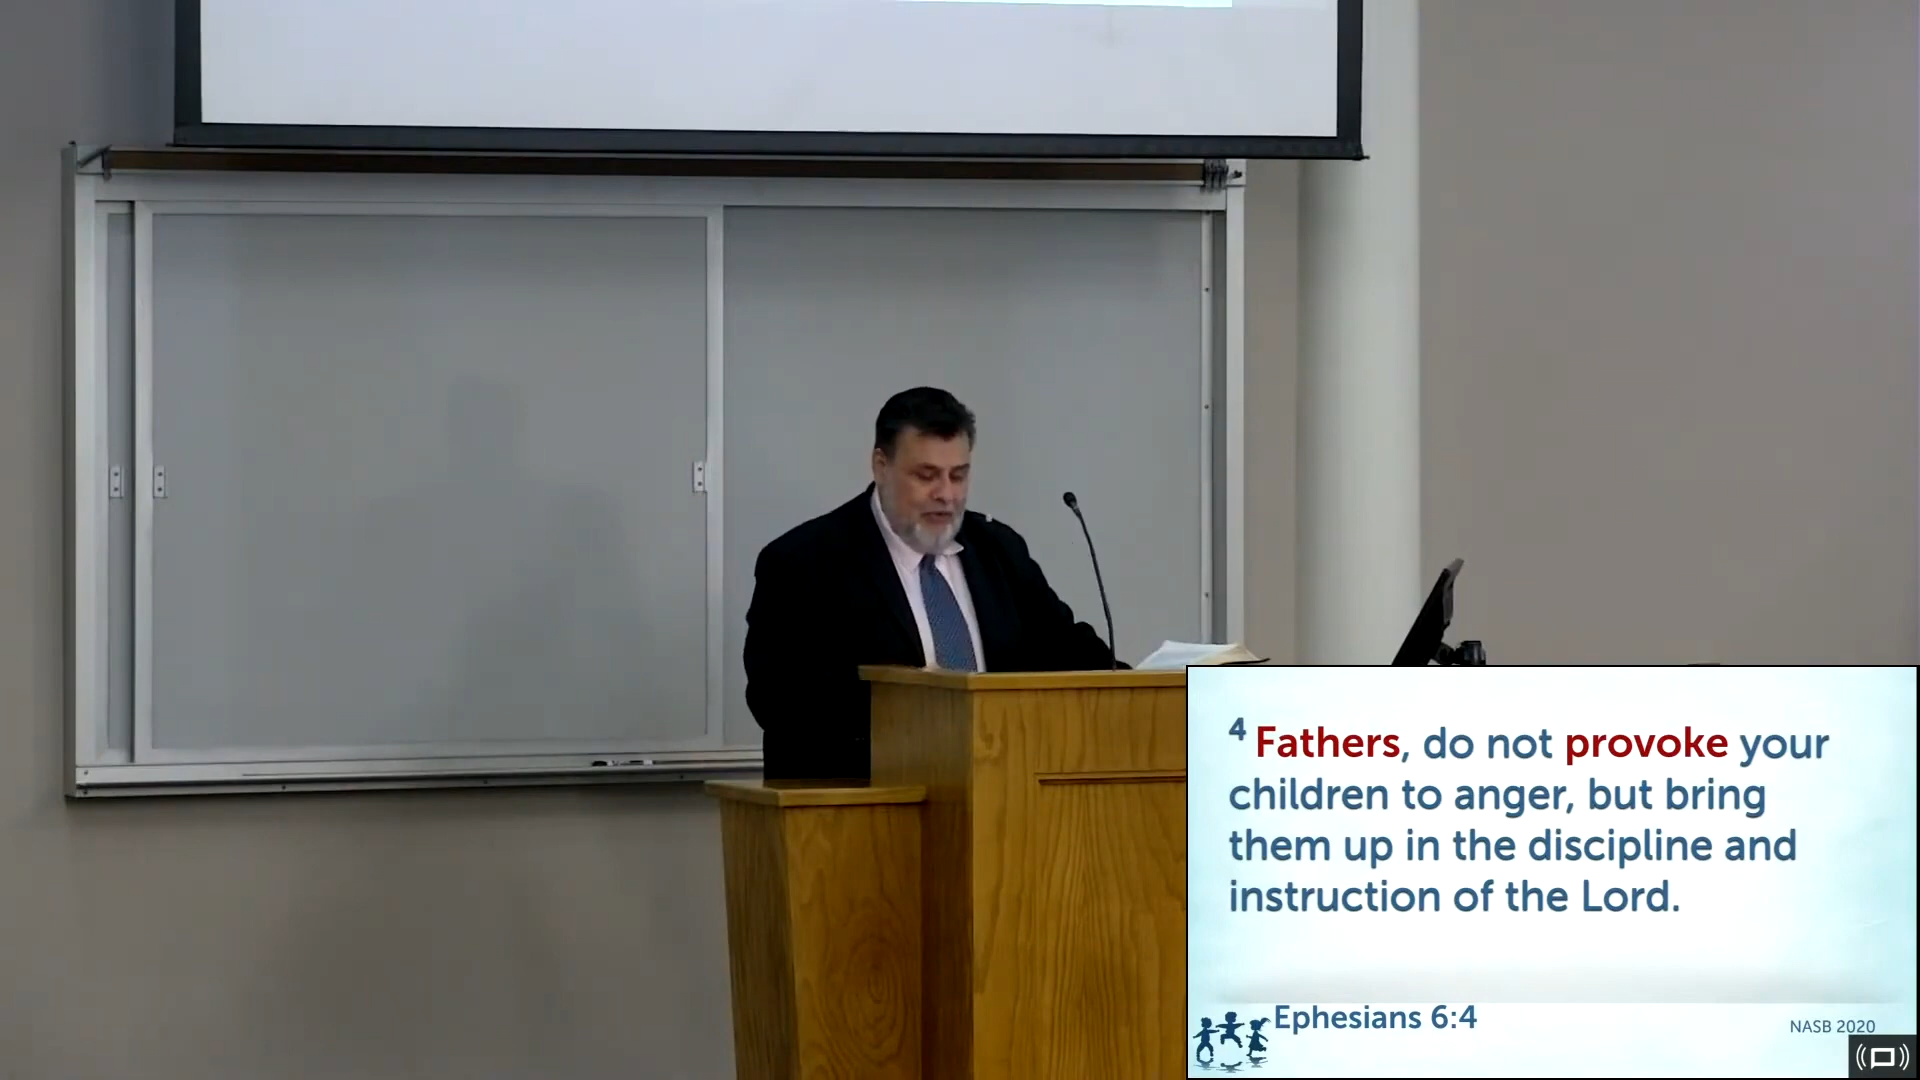 4 Fathers, do not provoke your
children to anger, but bring
them up in the discipline and
instruction of the Lord.
Ephesians 6:4
NASB 2020